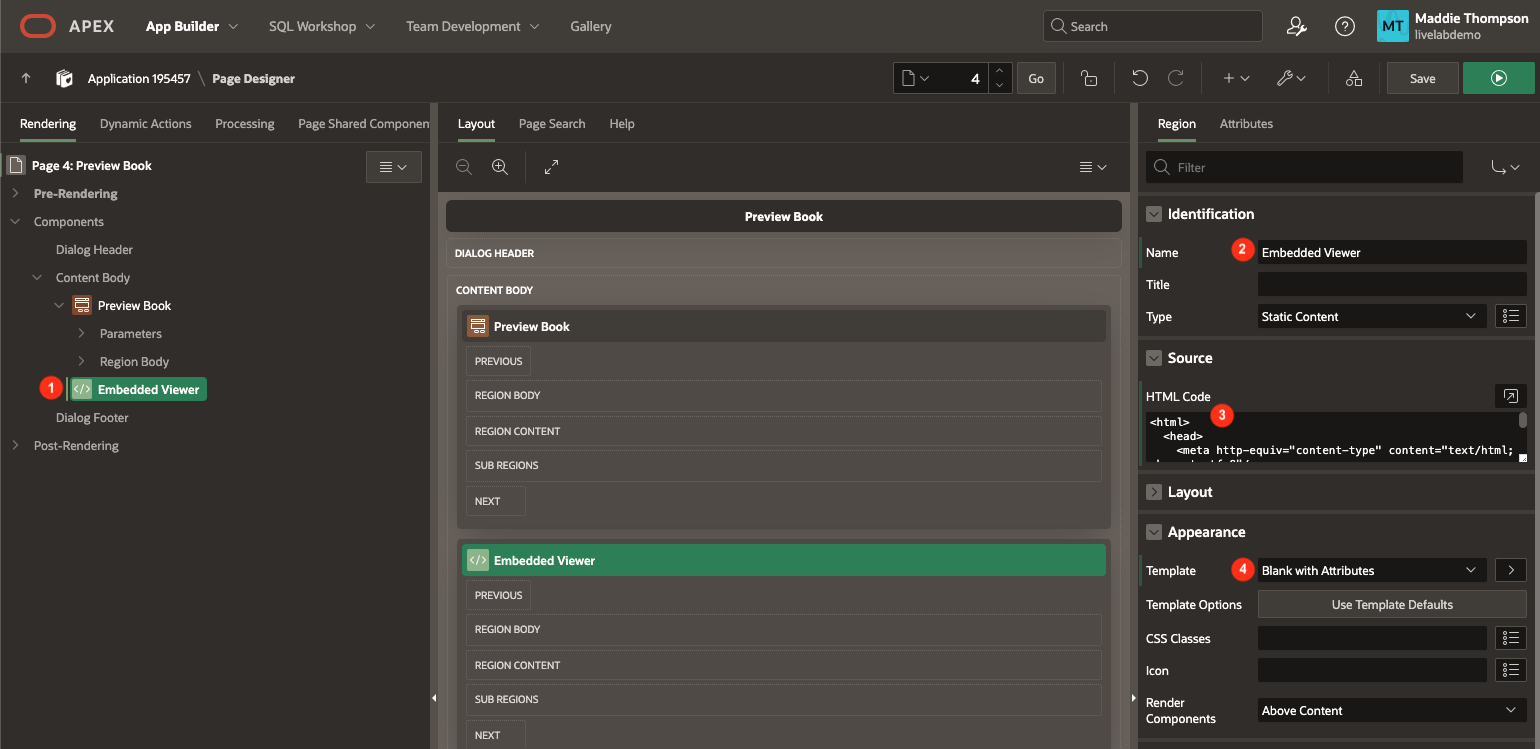 APEX
App Builder
SQL Workshop
Team Development
Gallery
Search
MT
Maddie Thompson
livelabdemo
Application 195457 \ Page Designer
4
Go
Save
Rendering
Dynamic Actions
Processing
Page Shared Componen
Page 4: Preview Book
Pre-Rendering
Components
Dialog Header
Content Body
Preview Book
Parameters
Region Body
1
</> Embedded Viewer
Dialog Footer
Post-Rendering
Layout
Page Search
Help
Preview Book
DIALOG HEADER
CONTENT BODY
Preview Book
PREVIOUS
REGION BODY
REGION CONTENT
SUB REGIONS
NEXT
</> Embedded Viewer
PREVIOUS
REGION BODY
REGION CONTENT
SUB REGIONS
NEXT
Region
Attributes
Filter
Identification
Name
2
Embedded Viewer
Title
Type
Static Content
Source
HTML Code
3
<html>
<head>
<meta http-equiv="content-type" content="text/html;
Layout
Appearance
Template
4
Blank with Attributes
Template Options
Use Template Defaults
CSS Classes
Icon
Render
Components
Above Content